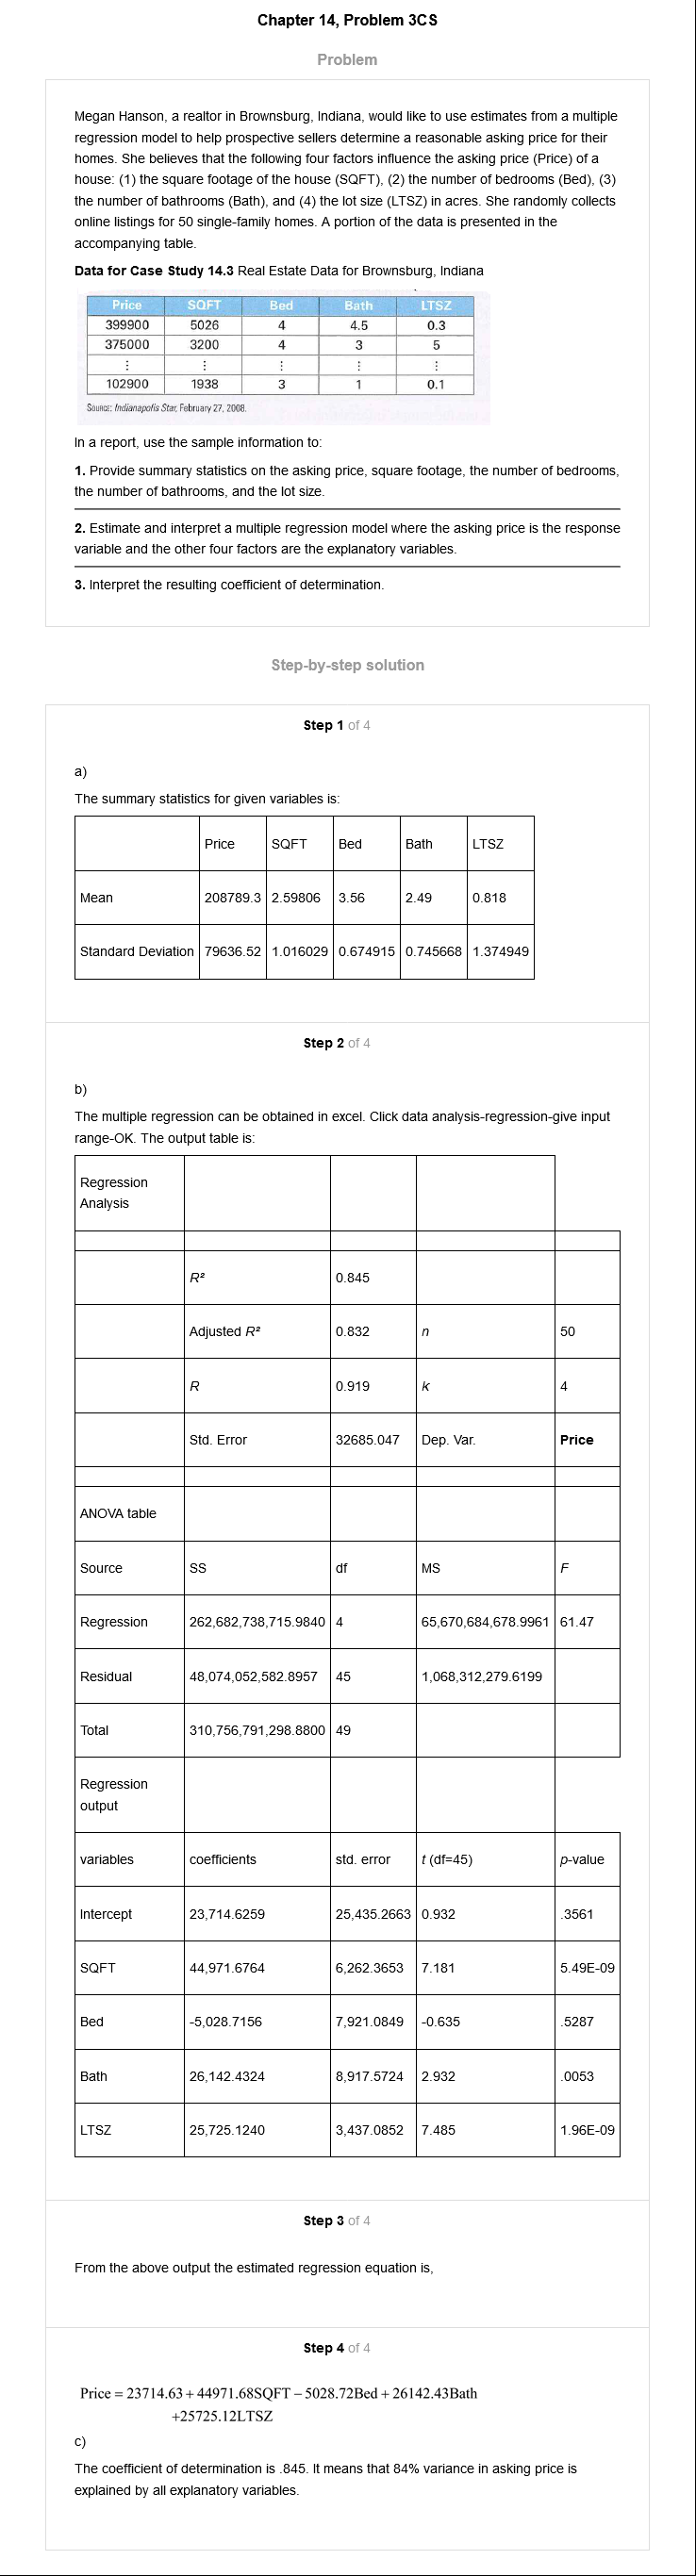 Chapter 14, Problem 3CS
Problem
Megan Hanson, a realtor in Brownsburg, Indiana, would like to use estimates from a multiple
regression model to help prospective sellers determine a reasonable asking price for their
homes. She believes that the following four factors influence the asking price (Price) of a
house: (1) the square footage of the house (SQFT), (2) the number of bedrooms (Bed), (3)
the number of bathrooms (Bath), and (4) the lot size (LTSZ) in acres. She randomly collects
online listings for 50 single-family homes. A portion of the data is presented in the
accompanying table.
Data for Case Study 14.3 Real Estate Data for Brownsburg, Indiana
Price SQFT Bed Bath LTSZ
399900 5026 4 4.5 0.3
375000 3200 4 3 5
⋮ ⋮ ⋮ ⋮ ⋮
102900 1938 3 1 0.1
Source: Indianapolis Star, February 27, 2008.
In a report, use the sample information to:
1. Provide summary statistics on the asking price, square footage, the number of bedrooms,
the number of bathrooms, and the lot size.
2. Estimate and interpret a multiple regression model where the asking price is the response
variable and the other four factors are the explanatory variables.
3. Interpret the resulting coefficient of determination.
Step-by-step solution
Step 1 of 4
a)
The summary statistics for given variables is:
Price SQFT Bed Bath LTSZ
Mean 208789.3 2.59806 3.56 2.49 0.818
Standard Deviation 79636.52 1.016029 0.674915 0.745668 1.374949
Step 2 of 4
b)
The multiple regression can be obtained in excel. Click data analysis-regression-give input
range-OK. The output table is:
Regression
Analysis
R² 0.845
Adjusted R² 0.832 n 50
R 0.919 k 4
Std. Error 32685.047 Dep. Var. Price
ANOVA table
Source SS df MS F
Regression 262,682,738,715.9840 4 65,670,684,678.9961 61.47
Residual 48,074,052,582.8957 45 1,068,312,279.6199
Total 310,756,791,298.8800 49
Regression
output
variables coefficients std. error t (df=45) p-value
Intercept 23,714.6259 25,435.2663 0.932 .3561
SQFT 44,971.6764 6,262.3653 7.181 5.49E-09
Bed -5,028.7156 7,921.0849 -0.635 .5287
Bath 26,142.4324 8,917.5724 2.932 .0053
LTSZ 25,725.1240 3,437.0852 7.485 1.96E-09
Step 3 of 4
From the above output the estimated regression equation is,
Step 4 of 4
Price = 23714.63 + 44971.68SQFT − 5028.72Bed + 26142.43Bath
+25725.12LTSZ
c)
The coefficient of determination is .845. It means that 84% variance in asking price is
explained by all explanatory variables.